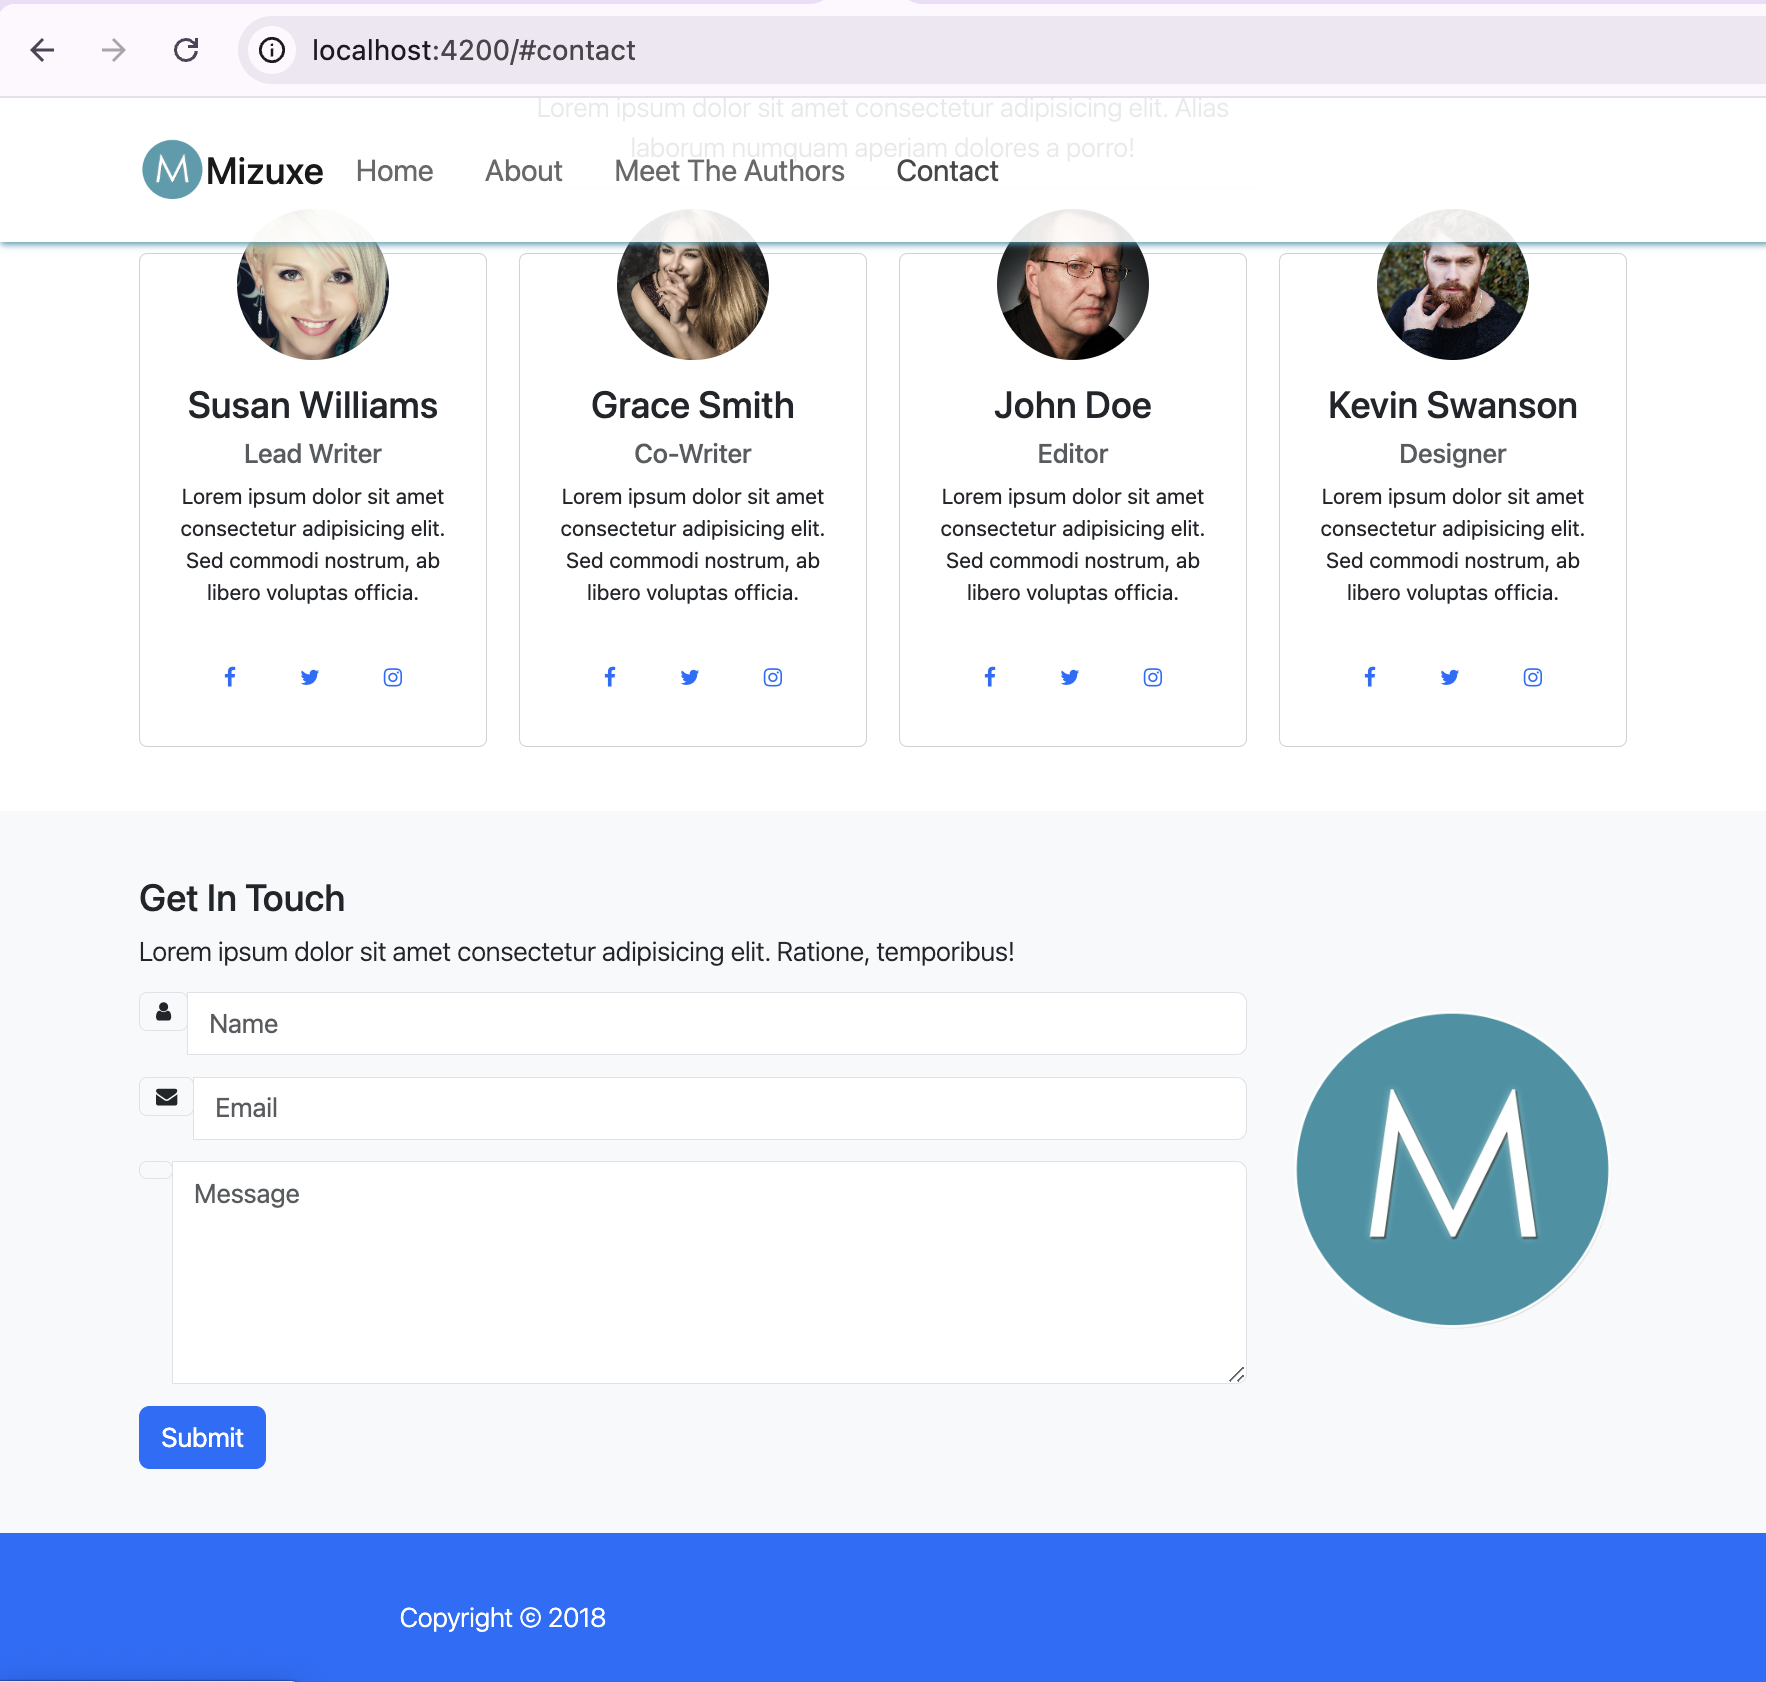 localhost:4200/#contact
Lorem ipsum dolor sit amet consectetur adipisicing elit. Alias
laborum numquam aperiam dolores a porro!
M Mizuxe Home About Meet The Authors Contact
Susan Williams
Lead Writer
Lorem ipsum dolor sit amet
consectetur adipisicing elit.
Sed commodi nostrum, ab
libero voluptas officia.
Grace Smith
Co-Writer
Lorem ipsum dolor sit amet
consectetur adipisicing elit.
Sed commodi nostrum, ab
libero voluptas officia.
John Doe
Editor
Lorem ipsum dolor sit amet
consectetur adipisicing elit.
Sed commodi nostrum, ab
libero voluptas officia.
Kevin Swanson
Designer
Lorem ipsum dolor sit amet
consectetur adipisicing elit.
Sed commodi nostrum, ab
libero voluptas officia.
Get In Touch
Lorem ipsum dolor sit amet consectetur adipisicing elit. Ratione, temporibus!
Name
Email
Message
Submit
M
Copyright © 2018